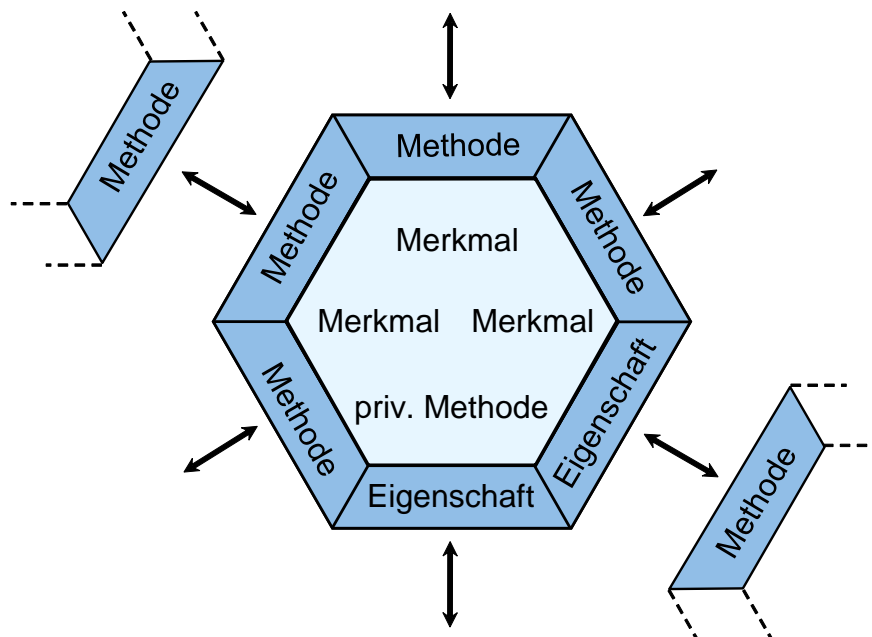 Methode
Methode
Methode
Methode
Merkmal
Merkmal Merkmal
priv. Methode
Methode
Eigenschaft
Eigenschaft
Methode